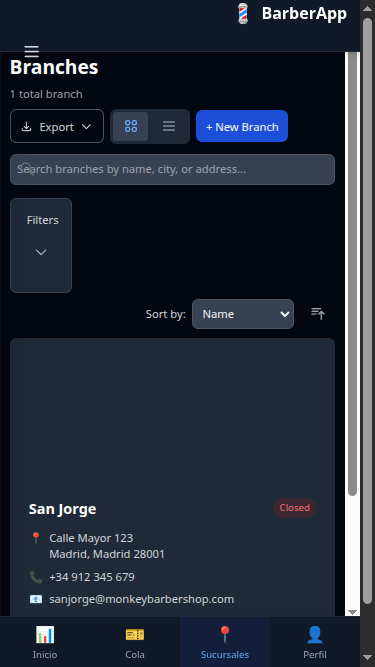 💈 BarberApp
Branches
1 total branch
Export
+ New Branch
Search branches by name, city, or address...
Filters
Sort by: Name
San Jorge
Closed
Calle Mayor 123
Madrid, Madrid 28001
+34 912 345 679
sanjorge@monkeybarbershop.com
Inicio
Cola
Sucursales
Perfil